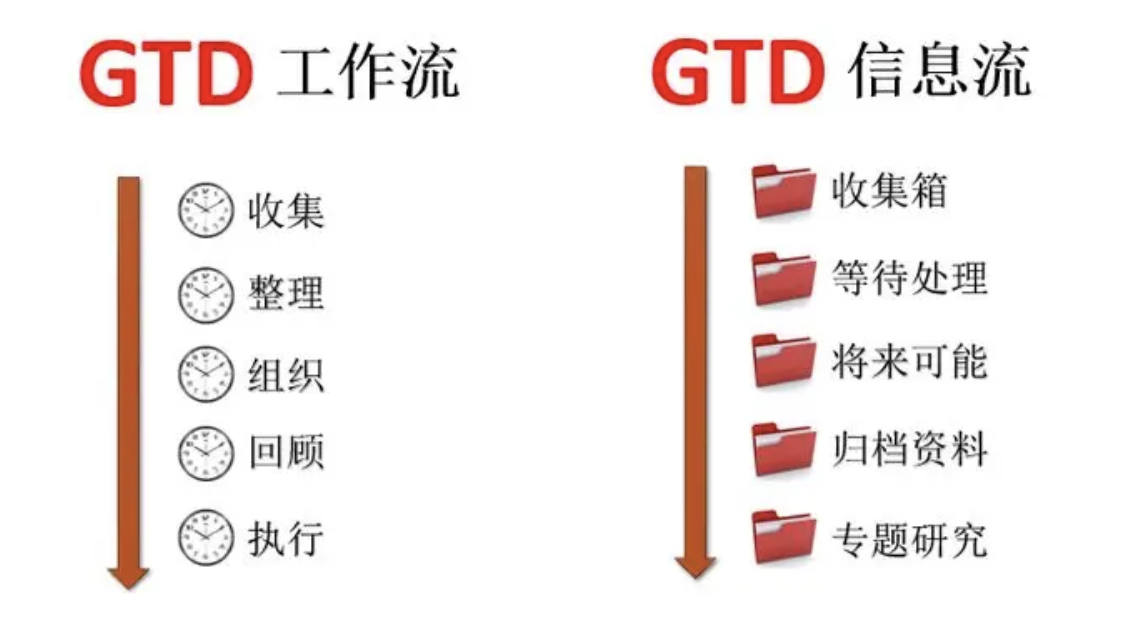 GTD 工作流
收集
整理
组织
回顾
执行
GTD 信息流
收集箱
等待处理
将来可能
归档资料
专题研究